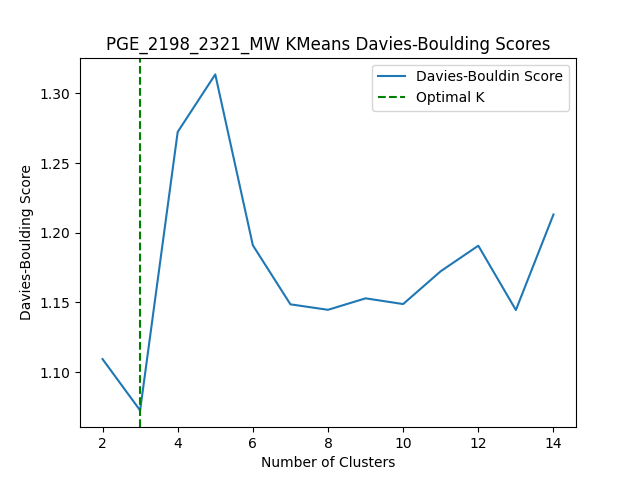 PGE_2198_2321_MW KMeans Davies-Boulding Scores
Davies-Bouldin Score
Optimal K
Davies-Boulding Score
1.30
1.25
1.20
1.15
1.10
2
4
6
8
10
12
14
Number of Clusters